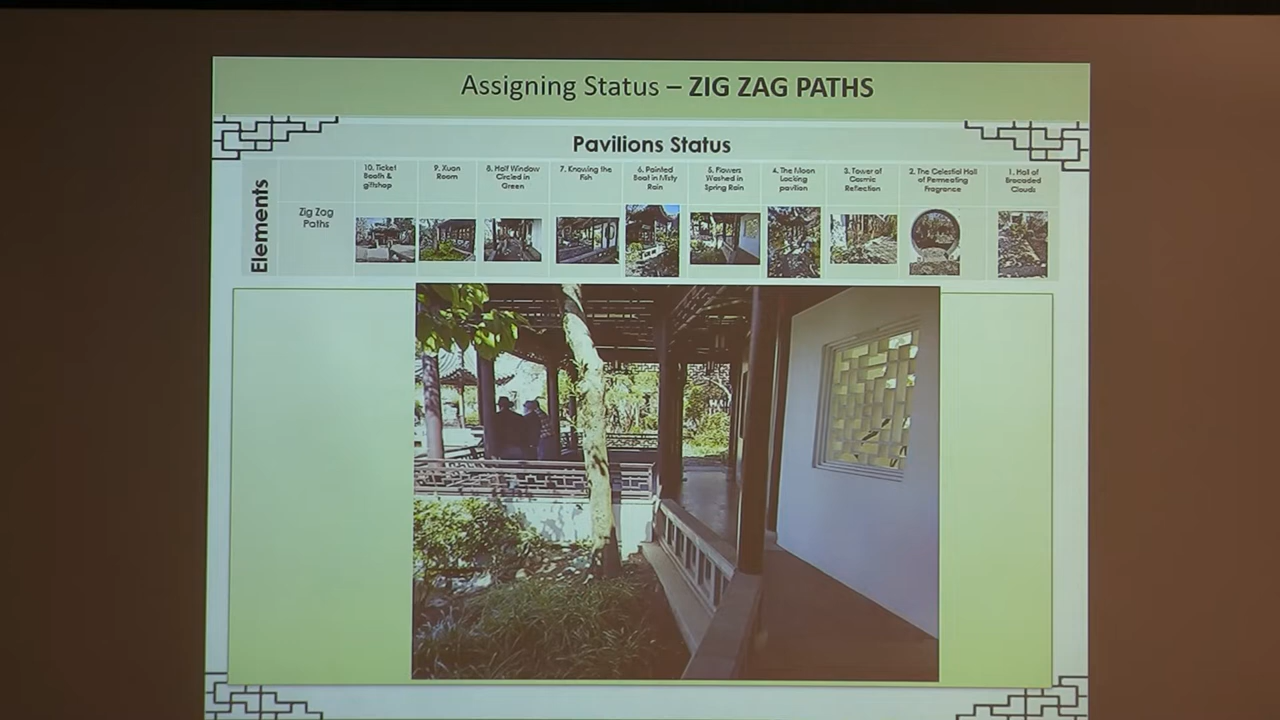 Assigning Status – ZIG ZAG PATHS
Pavilions Status
Elements
10. Ticket
Booth &
giftshop
9. Xuan
Room
8. Half Window
Circled in
Green
7. Knowing the
Fish
6. Painted
Boat in Misty
Rain
5. Flowers
Washed in
Spring Rain
4. The Moon
Locking
pavilion
3. Tower of
Cosmic
Reflection
2. The Celestial Hall
of Permeating
Fragrance
1. Hall of
Brocaded
Clouds
Zig Zag
Paths